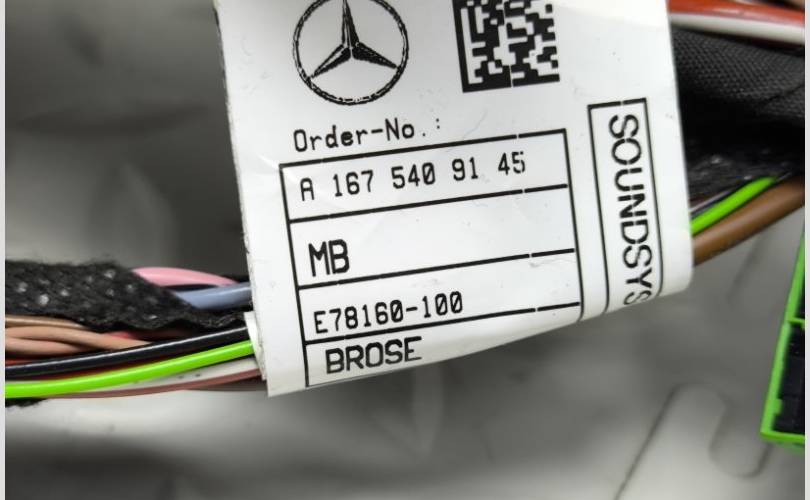 Order-No.:
A 167 540 91 45
MB
E78160-100
BROSE
SOUNDSYS